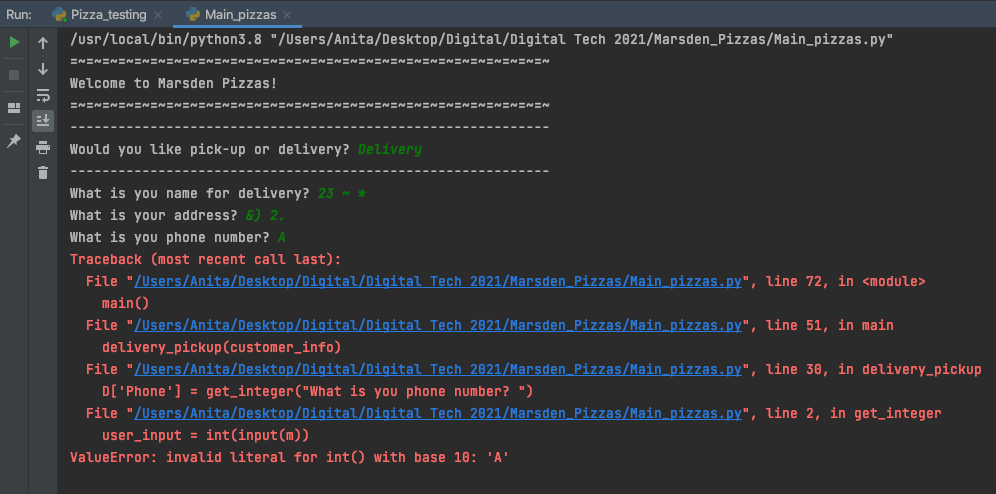 Run: Pizza_testing Main_pizzas
/usr/local/bin/python3.8 "/Users/Anita/Desktop/Digital/Digital Tech 2021/Marsden_Pizzas/Main_pizzas.py"
=~=~=~=~=~=~=~=~=~=~=~=~=~=~=~=~=~=~=~=~=~=~=~=~=~=~=~=~=~=~
Welcome to Marsden Pizzas!
=~=~=~=~=~=~=~=~=~=~=~=~=~=~=~=~=~=~=~=~=~=~=~=~=~=~=~=~=~=~
------------------------------------------------------------
Would you like pick-up or delivery? Delivery
------------------------------------------------------------
What is you name for delivery? 23 ~ *
What is your address? &) 2.
What is you phone number? A
Traceback (most recent call last):
  File "/Users/Anita/Desktop/Digital/Digital Tech 2021/Marsden_Pizzas/Main_pizzas.py", line 72, in <module>
    main()
  File "/Users/Anita/Desktop/Digital/Digital Tech 2021/Marsden_Pizzas/Main_pizzas.py", line 51, in main
    delivery_pickup(customer_info)
  File "/Users/Anita/Desktop/Digital/Digital Tech 2021/Marsden_Pizzas/Main_pizzas.py", line 30, in delivery_pickup
    D['Phone'] = get_integer("What is you phone number? ")
  File "/Users/Anita/Desktop/Digital/Digital Tech 2021/Marsden_Pizzas/Main_pizzas.py", line 2, in get_integer
    user_input = int(input(m))
ValueError: invalid literal for int() with base 10: 'A'